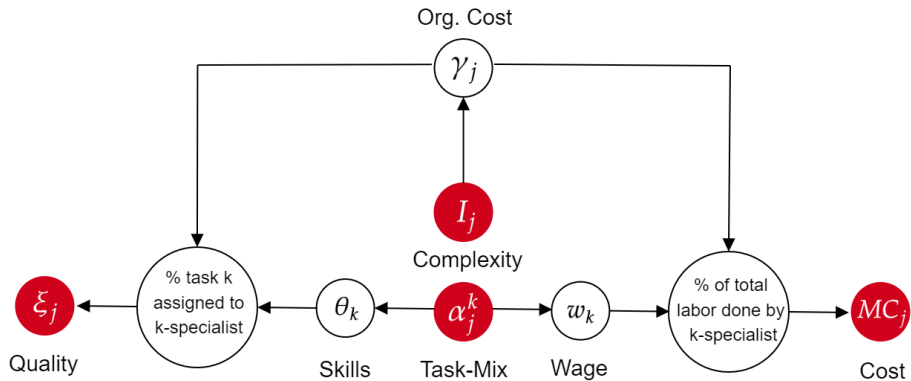 Org. Cost
γ_j
I_j
Complexity
% task k
assigned to
k-specialist
% of total
labor done by
k-specialist
ξ_j
θ_k
α_j^k
w_k
MC_j
Quality
Skills
Task-Mix
Wage
Cost